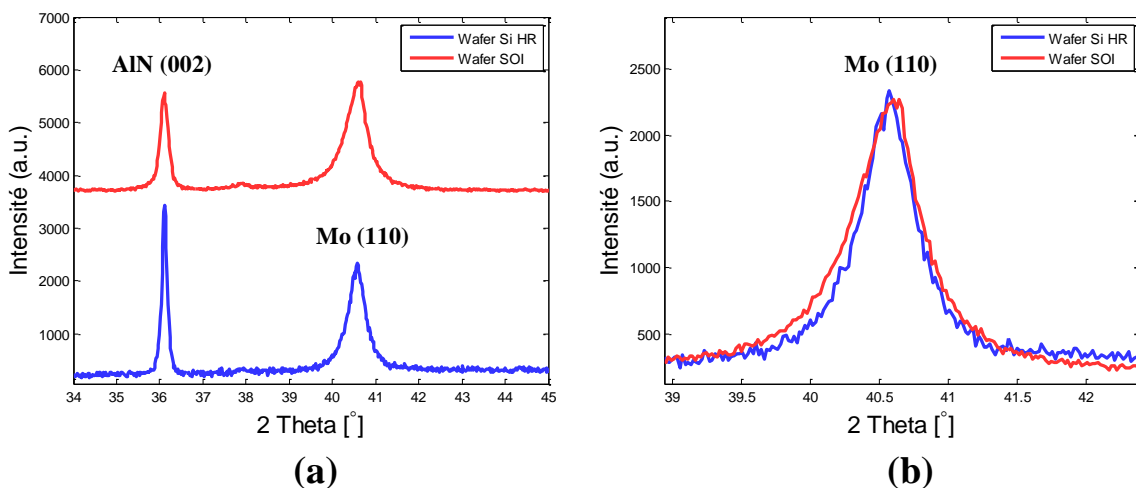 7000
6000
5000
4000
3000
2000
1000
34 35 36 37 38 39 40 41 42 43 44 45
Intensité (a.u.)
2 Theta [°]
AlN (002)
Mo (110)
Wafer Si HR
Wafer SOI
(a)
2500
2000
1500
1000
500
39 39.5 40 40.5 41 41.5 42
Intensité (a.u.)
2 Theta [°]
Mo (110)
Wafer Si HR
Wafer SOI
(b)